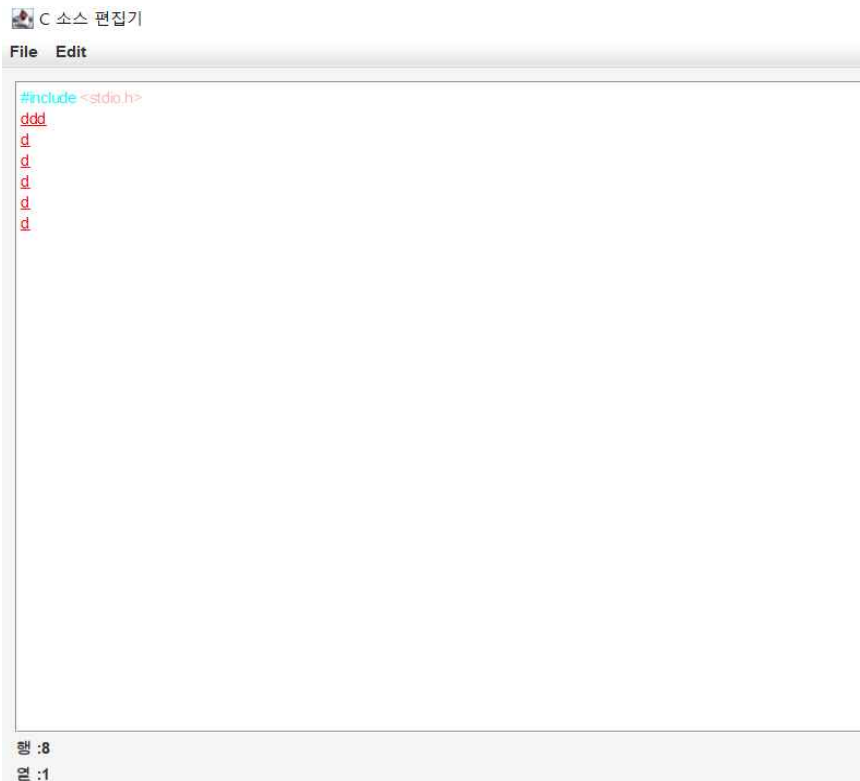 C 소스 편집기
File Edit
#include <stdio.h>
ddd
d
d
d
d
d
행 :8
열 :1